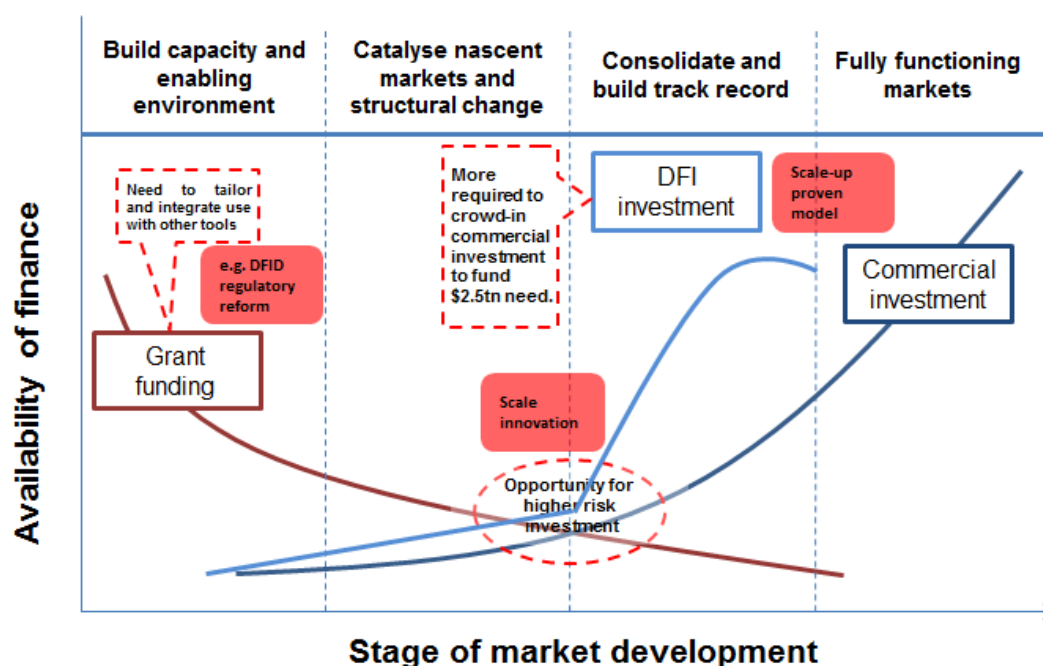 Build capacity and
enabling
environment
Catalyse nascent
markets and
structural change
Consolidate and
build track record
Fully functioning
markets
Need to tailor
and integrate use
with other tools
e.g. DFID
regulatory
reform
Grant
funding
More
required to
crowd-in
commercial
investment
to fund
$2.5tn need.
DFI
investment
Scale-up
proven
model
Commercial
investment
Scale
innovation
Opportunity for
higher risk
investment
Availability of finance
Stage of market development